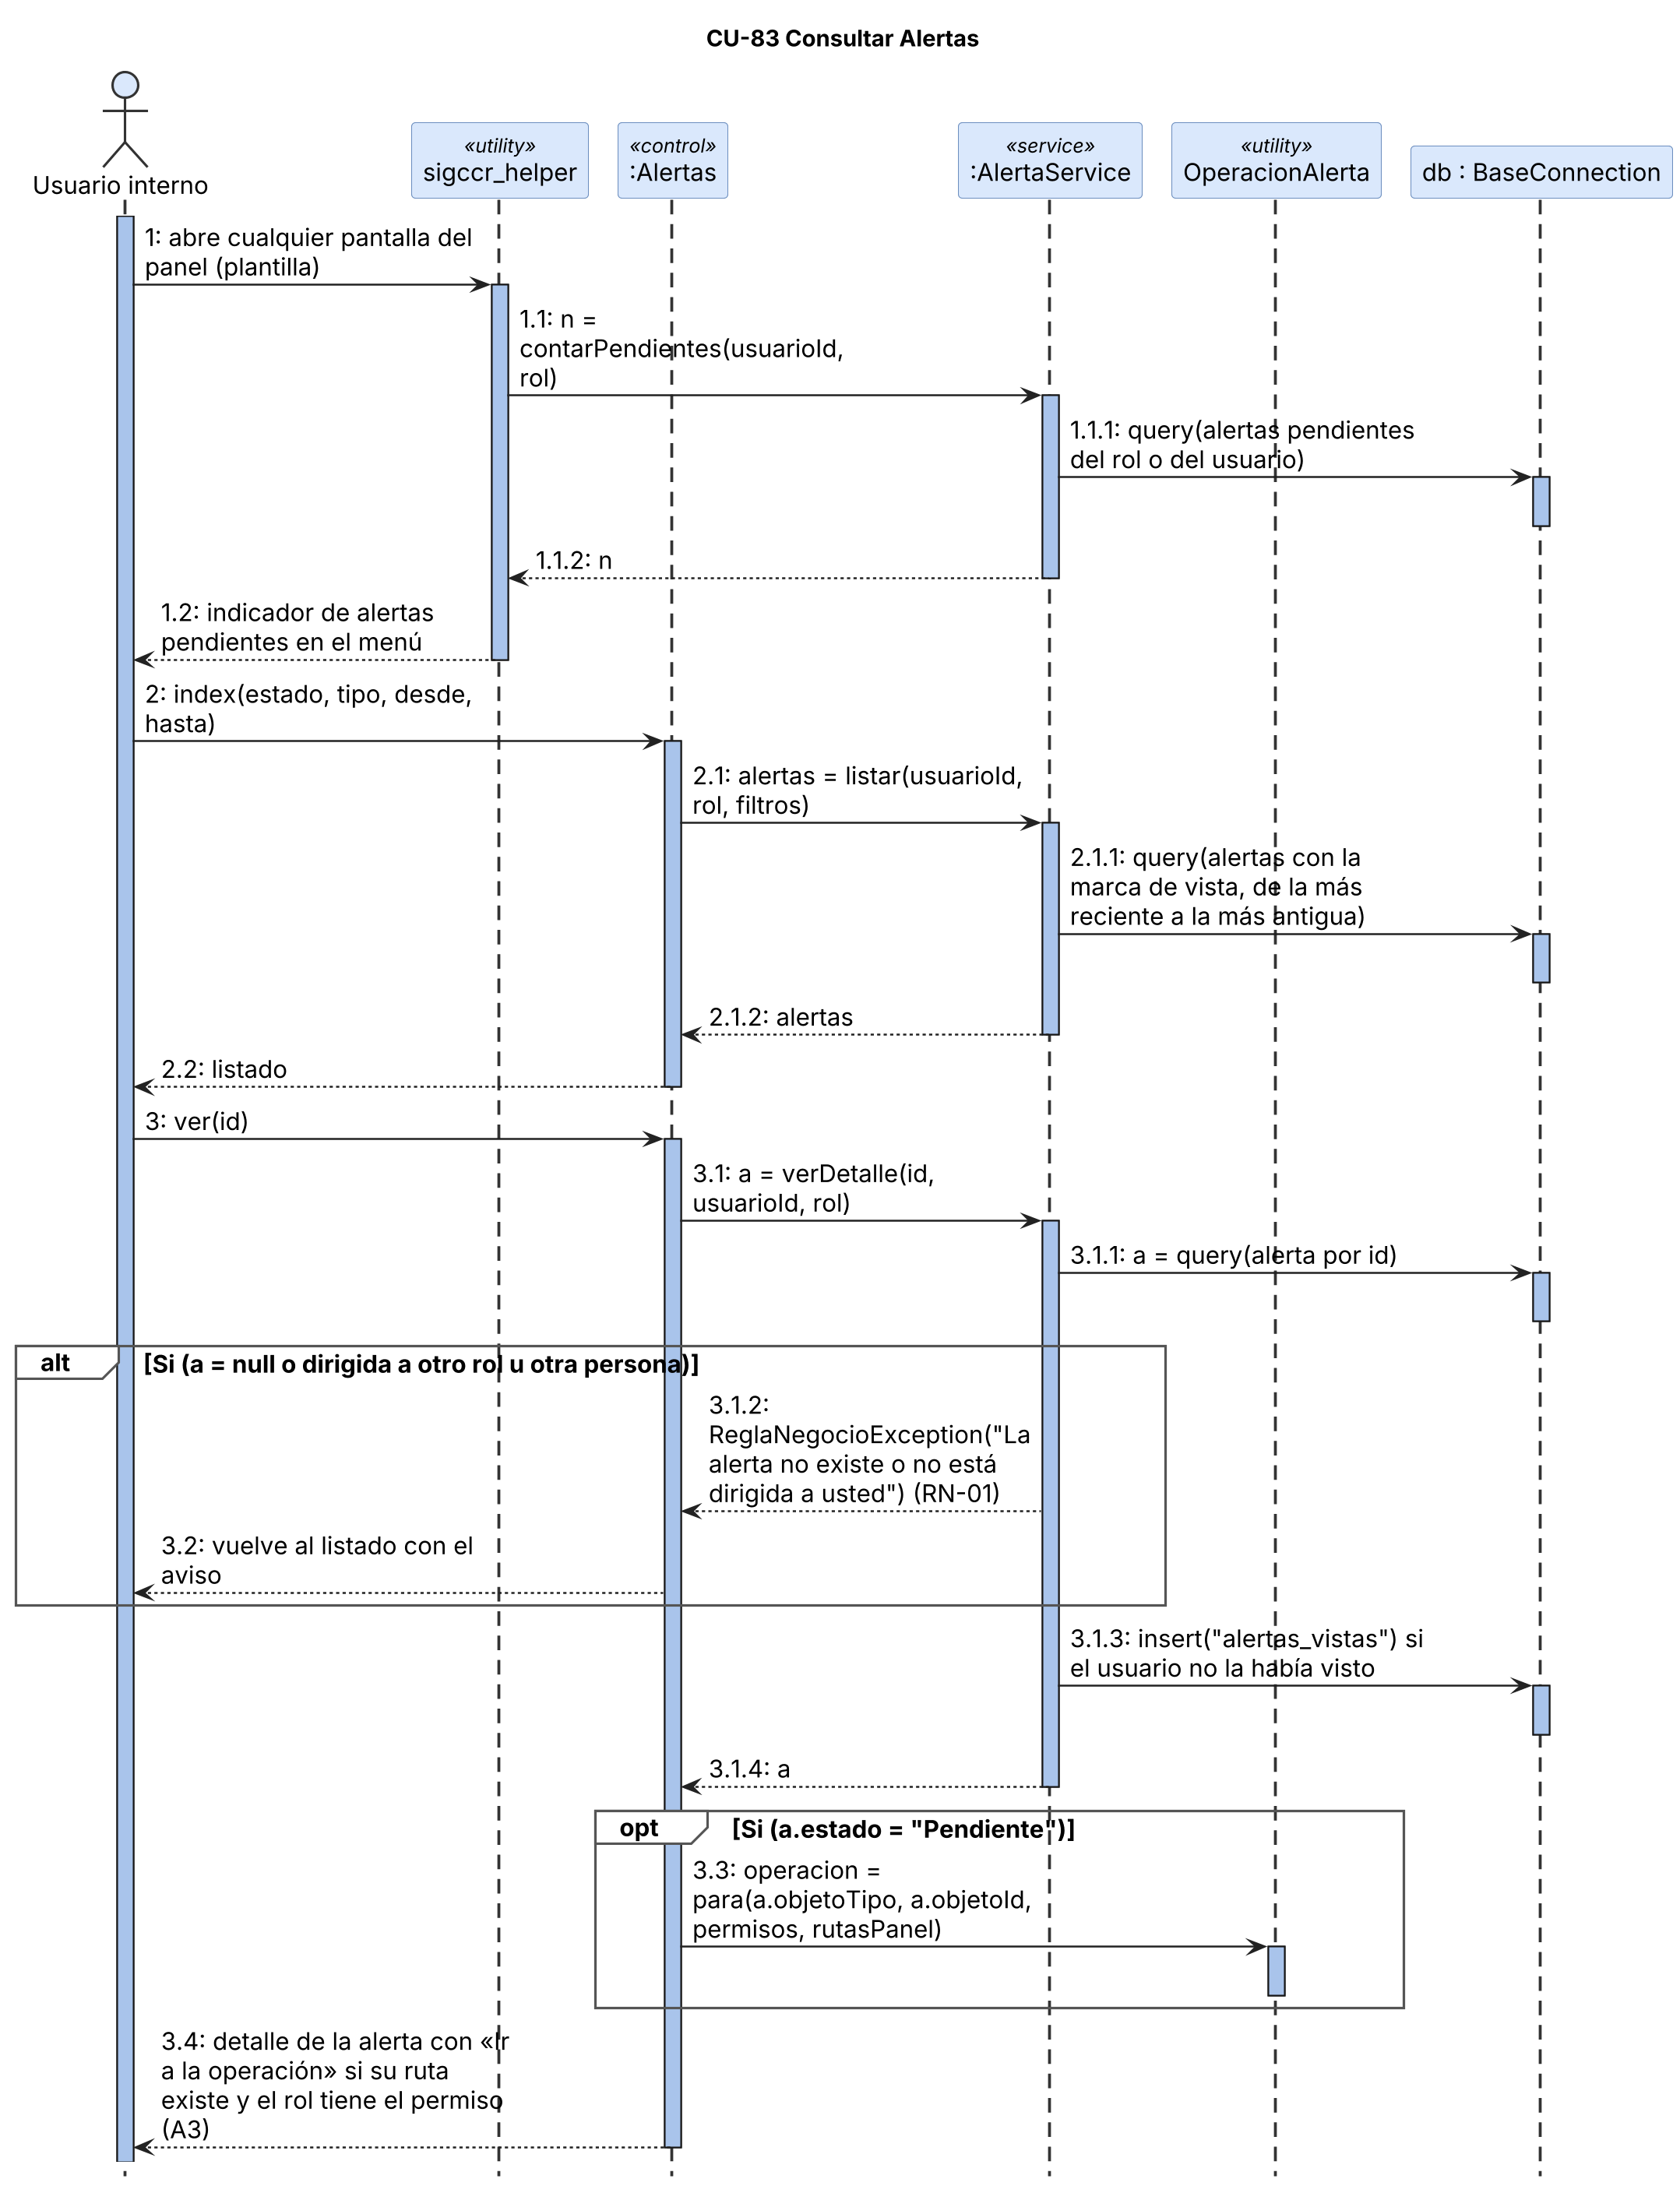 CU-83 Consultar Alertas
Usuario interno
«utility»
sigccr_helper
«control»
:Alertas
«service»
:AlertaService
«utility»
OperacionAlerta
db : BaseConnection
1: abre cualquier pantalla del
panel (plantilla)
1.1: n =
contarPendientes(usuarioId,
rol)
1.1.1: query(alertas pendientes
del rol o del usuario)
1.1.2: n
1.2: indicador de alertas
pendientes en el menú
2: index(estado, tipo, desde,
hasta)
2.1: alertas = listar(usuarioId,
rol, filtros)
2.1.1: query(alertas con la
marca de vista, de la más
reciente a la más antigua)
2.1.2: alertas
2.2: listado
3: ver(id)
3.1: a = verDetalle(id,
usuarioId, rol)
3.1.1: a = query(alerta por id)
alt
[Si (a = null o dirigida a otro rol u otra persona)]
3.1.2:
ReglaNegocioException("La
alerta no existe o no está
dirigida a usted") (RN-01)
3.2: vuelve al listado con el
aviso
3.1.3: insert("alertas_vistas") si
el usuario no la había visto
3.1.4: a
opt
[Si (a.estado = "Pendiente")]
3.3: operacion =
para(a.objetoTipo, a.objetoId,
permisos, rutasPanel)
3.4: detalle de la alerta con «Ir
a la operación» si su ruta
existe y el rol tiene el permiso
(A3)